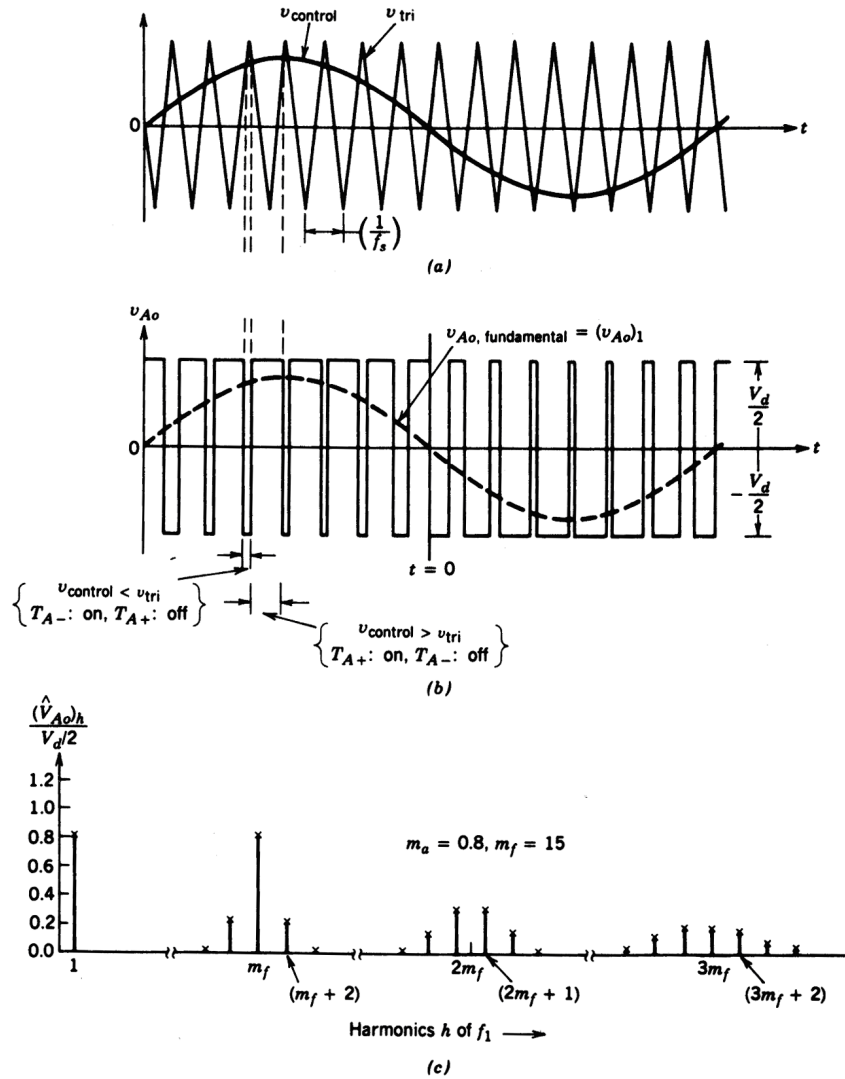 v_control
v_tri
0
t
(1/f_s)
(a)
v_Ao
v_Ao, fundamental = (v_Ao)_1
0
t
V_d/2
- V_d/2
t = 0
{ v_control < v_tri
T_A−: on, T_A+: off }
{ v_control > v_tri
T_A+: on, T_A−: off }
(b)
(V̂_Ao)_h
V_d/2
1.2
1.0
0.8
0.6
0.4
0.2
0.0
m_a = 0.8, m_f = 15
1
m_f
(m_f + 2)
2m_f
(2m_f + 1)
3m_f
(3m_f + 2)
Harmonics h of f_1
(c)